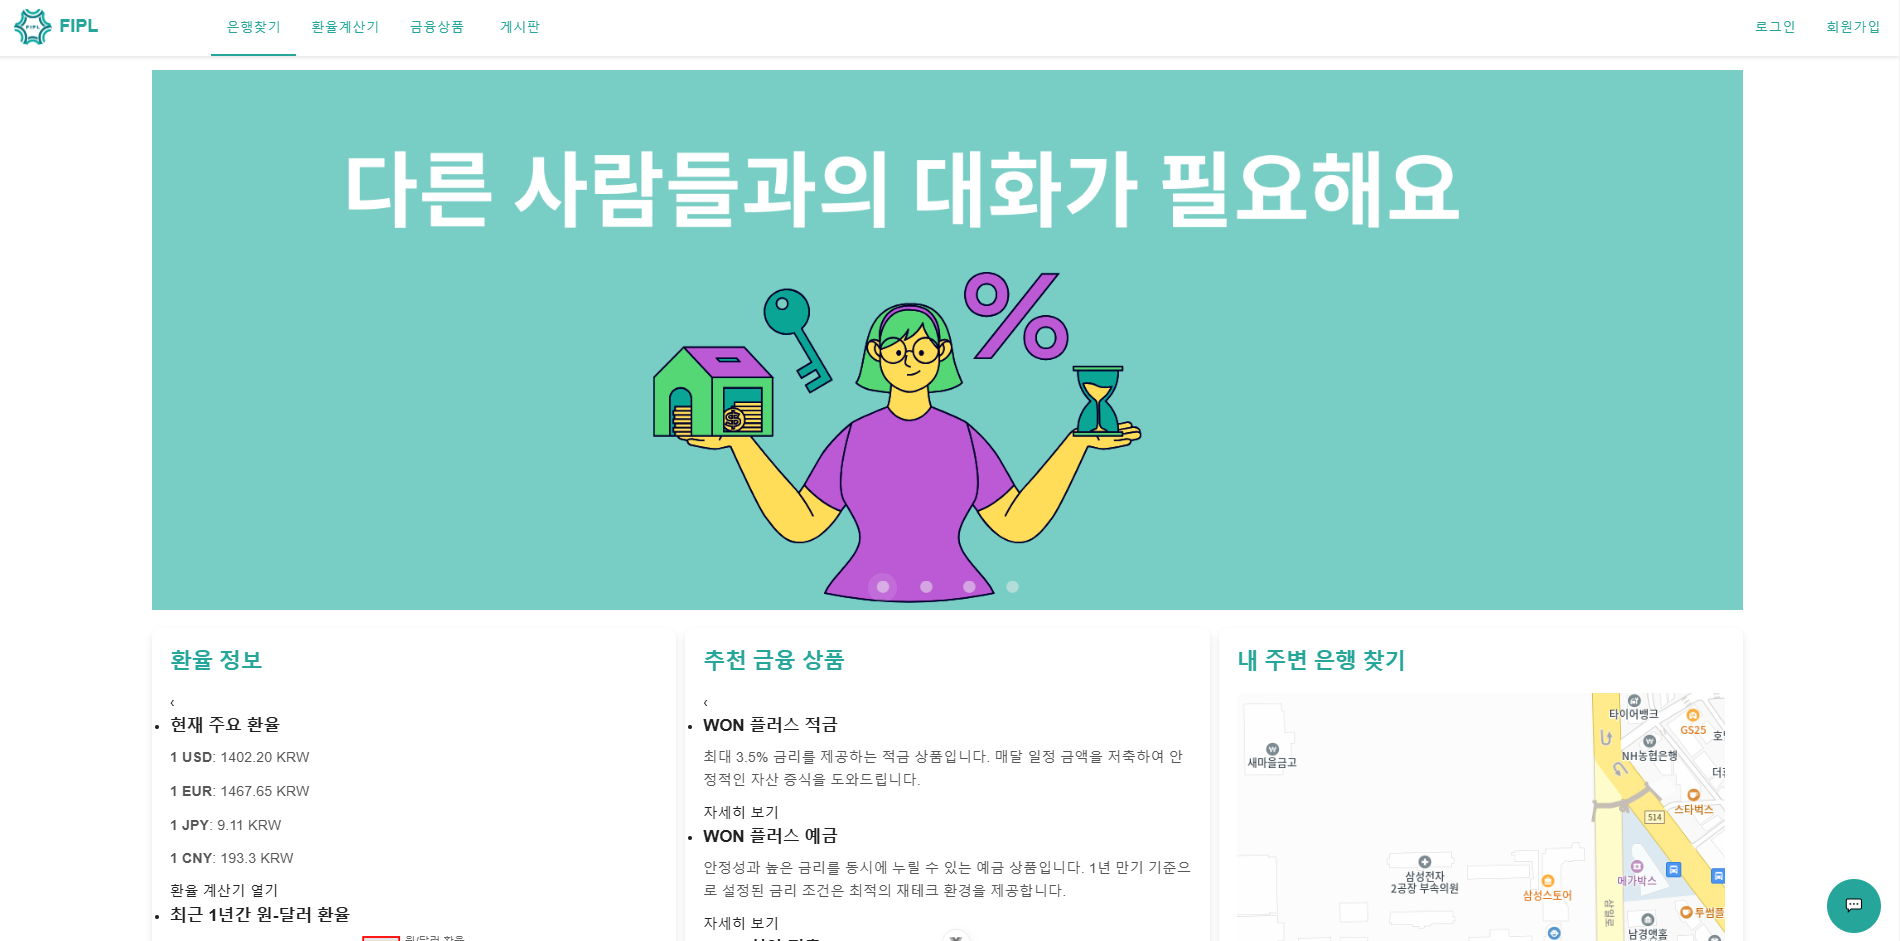 FIPL FIPL 은행찾기 환율계산기 금융상품 게시판 로그인 회원가입
다른 사람들과의 대화가 필요해요
%
$
환율 정보
‹
현재 주요 환율
1 USD: 1402.20 KRW
1 EUR: 1467.65 KRW
1 JPY: 9.11 KRW
1 CNY: 193.3 KRW
환율 계산기 열기
최근 1년간 원-달러 환율
추천 금융 상품
‹
WON 플러스 적금
최대 3.5% 금리를 제공하는 적금 상품입니다. 매달 일정 금액을 저축하여 안
정적인 자산 증식을 도와드립니다.
자세히 보기
WON 플러스 예금
안정성과 높은 금리를 동시에 누릴 수 있는 예금 상품입니다. 1년 만기 기준으
로 설정된 금리 조건은 최적의 재테크 환경을 제공합니다.
자세히 보기
내 주변 은행 찾기
타이어뱅크
GS25
새마을금고
NH농협은행
스타벅스
514
삼성전자
2공장 부속의원
메가박스
삼성스토어
삼일로
투썸플
남경앳홈